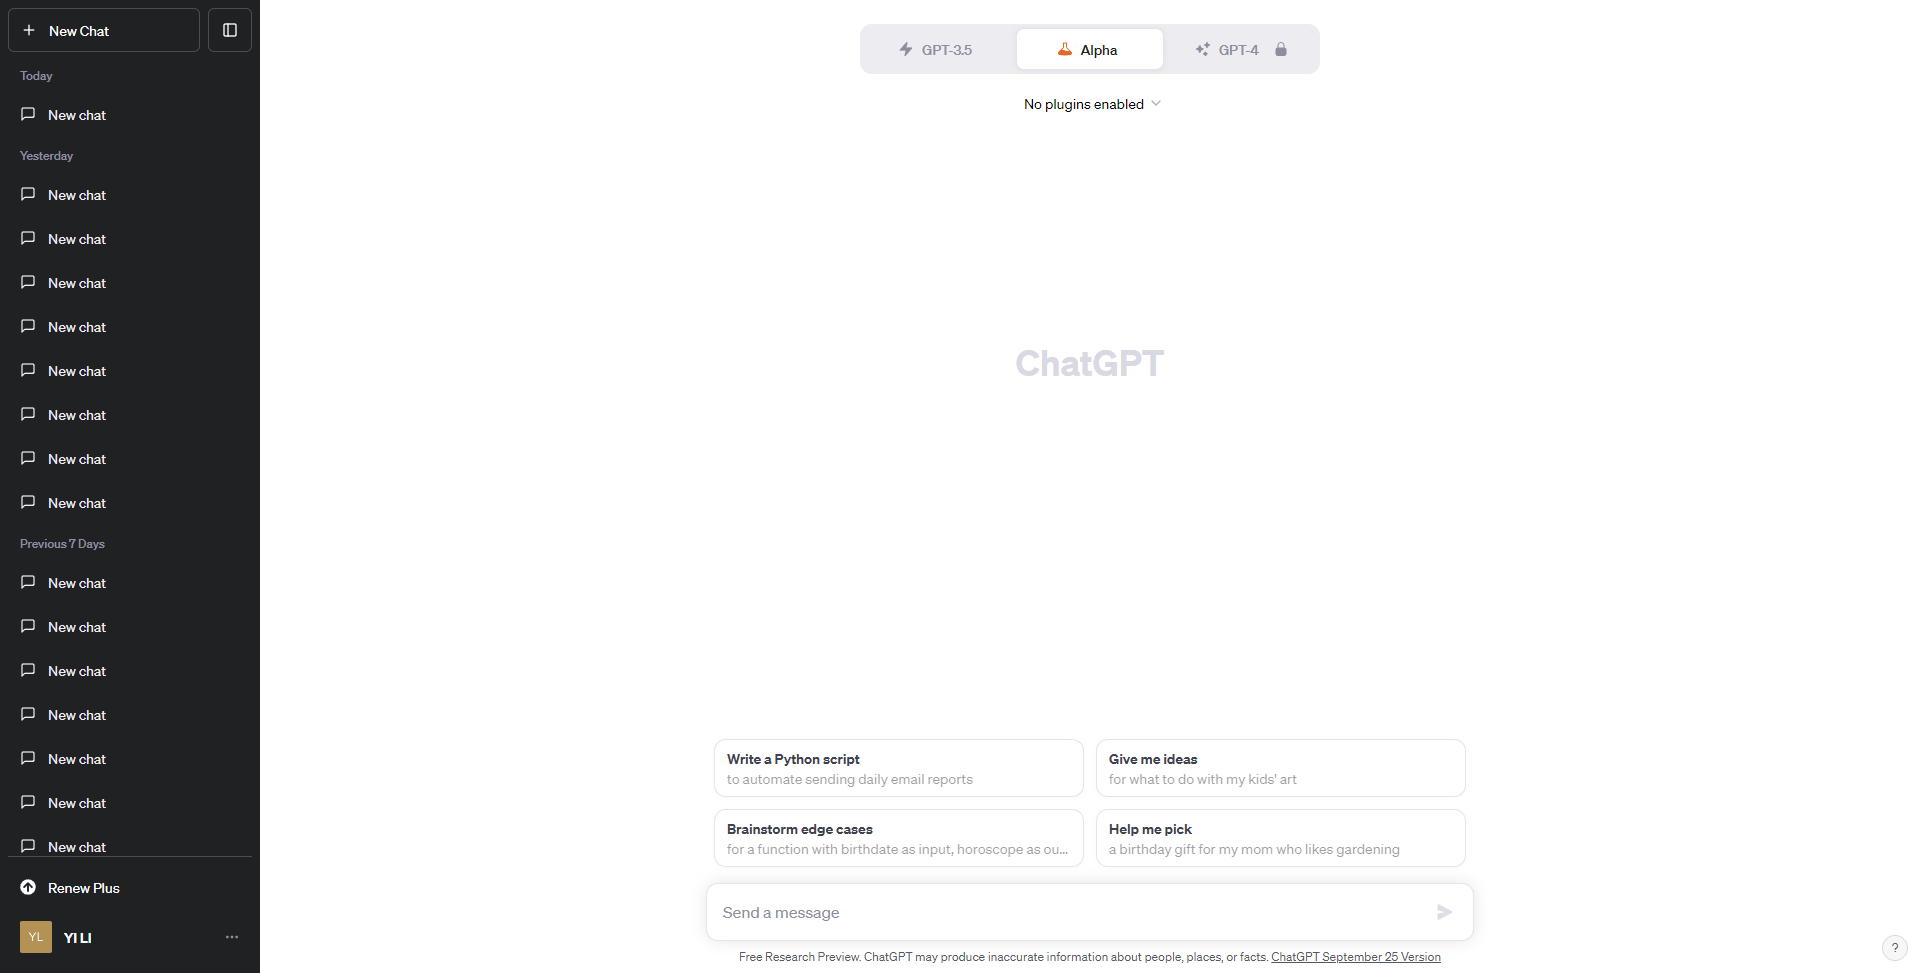 New Chat
Today
New chat
Yesterday
New chat
New chat
New chat
New chat
New chat
New chat
New chat
New chat
Previous 7 Days
New chat
New chat
New chat
New chat
New chat
New chat
New chat
Renew Plus
YL
YI LI
GPT-3.5
Alpha
GPT-4
No plugins enabled
ChatGPT
Write a Python script
to automate sending daily email reports
Give me ideas
for what to do with my kids' art
Brainstorm edge cases
for a function with birthdate as input, horoscope as ou...
Help me pick
a birthday gift for my mom who likes gardening
Send a message
Free Research Preview. ChatGPT may produce inaccurate information about people, places, or facts. ChatGPT September 25 Version
?